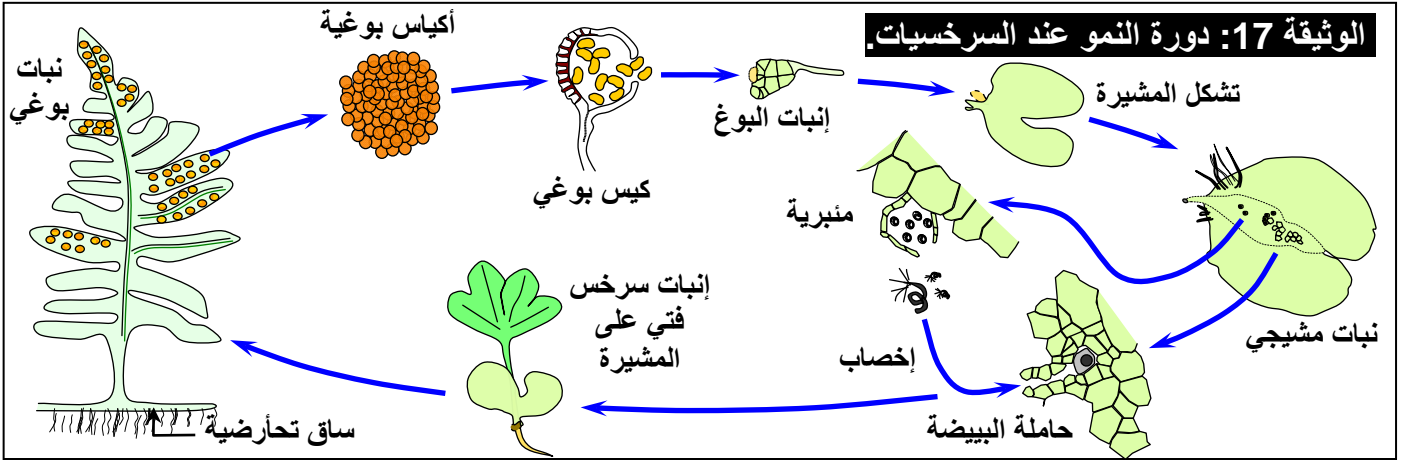 الوثيقة 17: دورة النمو عند السرخسيات.
نبات
بوغي
أكياس بوغية
كيس بوغي
إنبات البوغ
تشكل المشيرة
نبات مشيجي
مئبرية
حاملة البييضة
إخصاب
إنبات سرخس
فتي على
المشيرة
ساق تحأرضية